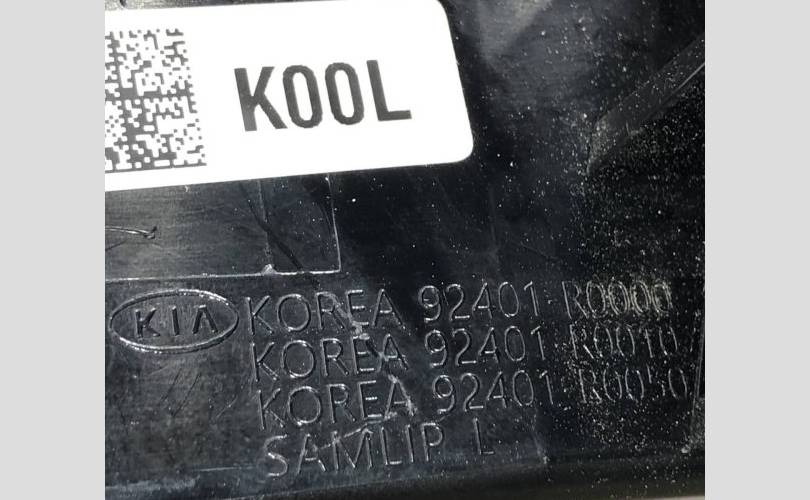 K00L
KIA KOREA 92401-R0000
KOREA 92401-R0010
KOREA 92401-R0050
SAMLIP L